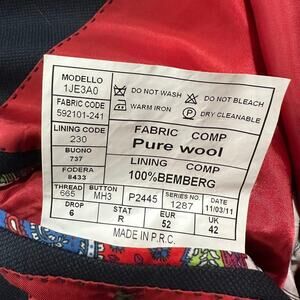 MODELLO
1JE3A0
DO NOT WASH DO NOT BLEACH
WARM IRON DRY CLEANABLE
FABRIC CODE
592101-241
LINING CODE
230
BUONO
737
FODERA
8433
FABRIC COMP
Pure wool
LINING COMP
100%BEMBERG
THREAD
665
BUTTON
MH3
P2445
SERIES NO.
1287
DATE
11/03/11
DROP
6
STAT
R
EUR
52
UK
42
MADE IN P.R.C.